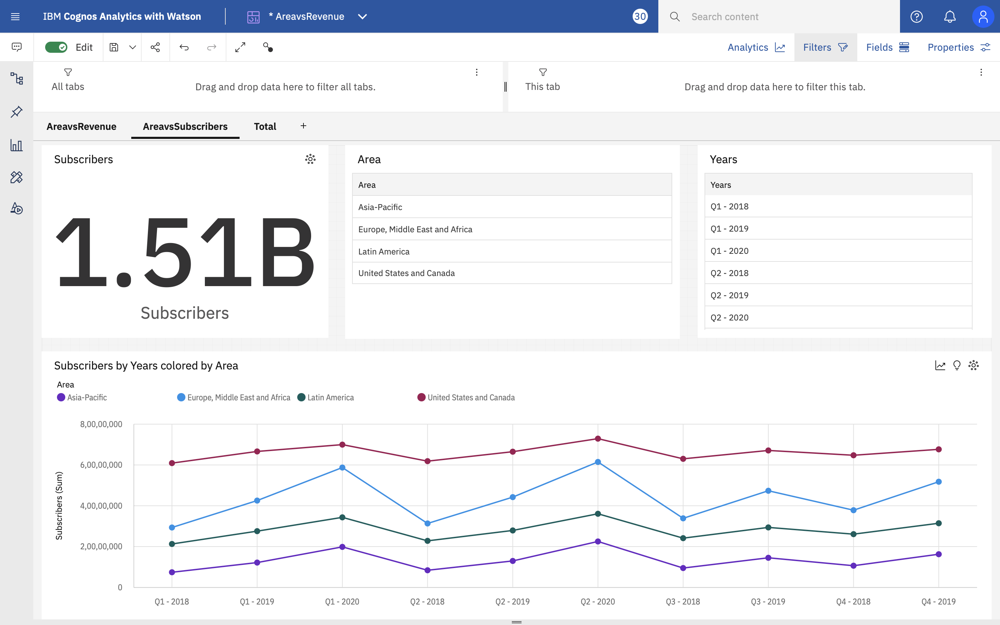 IBM Cognos Analytics with Watson
* AreavsRevenue
30
Search content
Edit
Analytics
Filters
Fields
Properties
All tabs
Drag and drop data here to filter all tabs.
This tab
Drag and drop data here to filter this tab.
AreavsRevenue
AreavsSubscribers
Total
+
Subscribers
1.51B
Subscribers
Area
Area
Asia-Pacific
Europe, Middle East and Africa
Latin America
United States and Canada
Years
Years
Q1 - 2018
Q1 - 2019
Q1 - 2020
Q2 - 2018
Q2 - 2019
Q2 - 2020
Subscribers by Years colored by Area
Area
Asia-Pacific
Europe, Middle East and Africa
Latin America
United States and Canada
Subscribers (Sum)
8,00,00,000
6,00,00,000
4,00,00,000
2,00,00,000
0
Q1 - 2018
Q1 - 2019
Q1 - 2020
Q2 - 2018
Q2 - 2019
Q2 - 2020
Q3 - 2018
Q3 - 2019
Q4 - 2018
Q4 - 2019